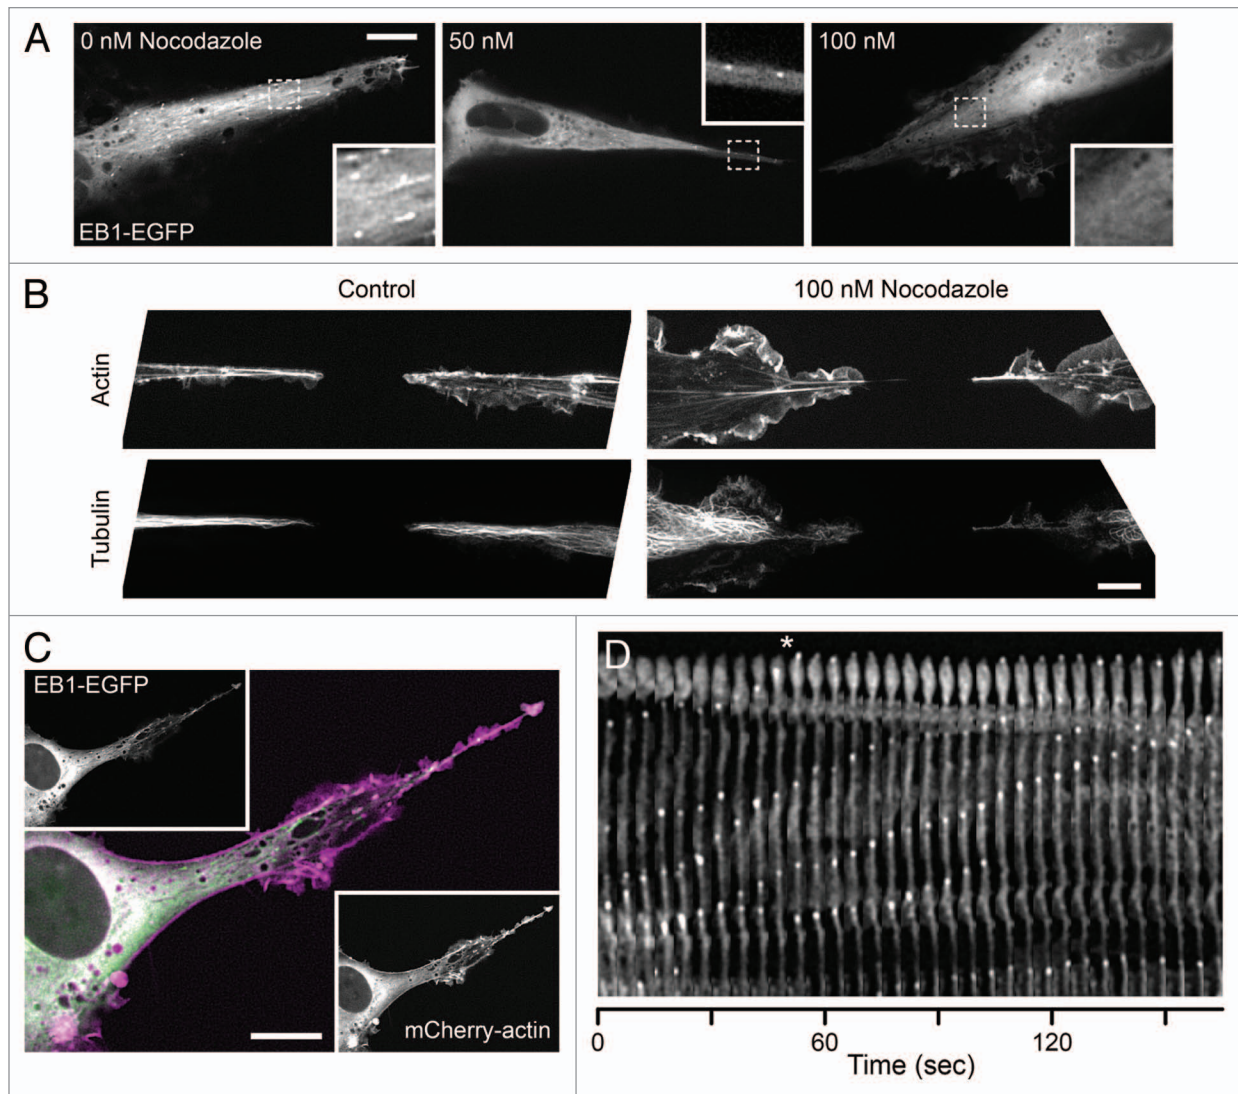 A
0 nM Nocodazole
50 nM
100 nM
EB1-EGFP
B
Control
100 nM Nocodazole
Actin
Tubulin
C
EB1-EGFP
mCherry-actin
D
*
0
60
120
Time (sec)